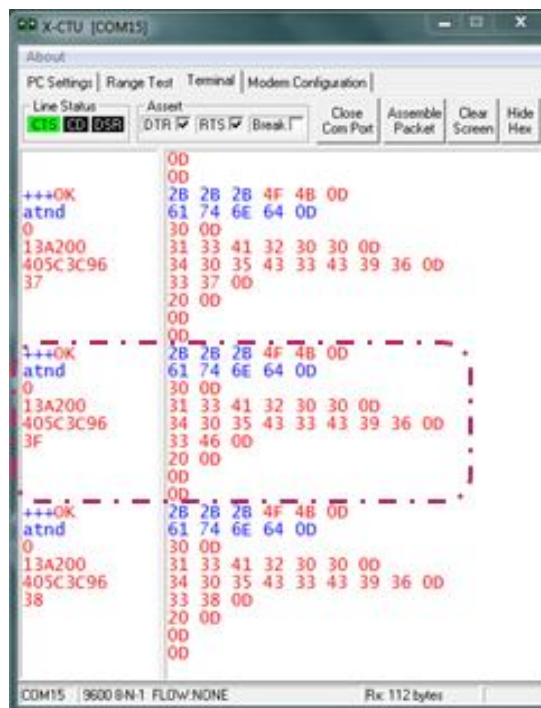 X-CTU [COM15]
About
PC Settings Range Test Terminal Modem Configuration
Line Status Assert Close Com Port Assemble Packet Clear Screen Hide Hex
CTS CD DSR DTR RTS Break
0D
0D
+++OK 2B 2B 2B 4F 4B 0D
atnd 61 74 6E 64 0D
0 30 0D
13A200 31 33 41 32 30 30 0D
405C3C96 34 30 35 43 33 43 39 36 0D
37 33 37 0D
20 0D
0D
0D
+++OK 2B 2B 2B 4F 4B 0D
atnd 61 74 6E 64 0D
0 30 0D
13A200 31 33 41 32 30 30 0D
405C3C96 34 30 35 43 33 43 39 36 0D
3F 33 46 0D
20 0D
0D
0D
+++OK 2B 2B 2B 4F 4B 0D
atnd 61 74 6E 64 0D
0 30 0D
13A200 31 33 41 32 30 30 0D
405C3C96 34 30 35 43 33 43 39 36 0D
38 33 38 0D
20 0D
0D
0D
COM15 9600 8-N-1 FLOW:NONE Rx: 112 bytes